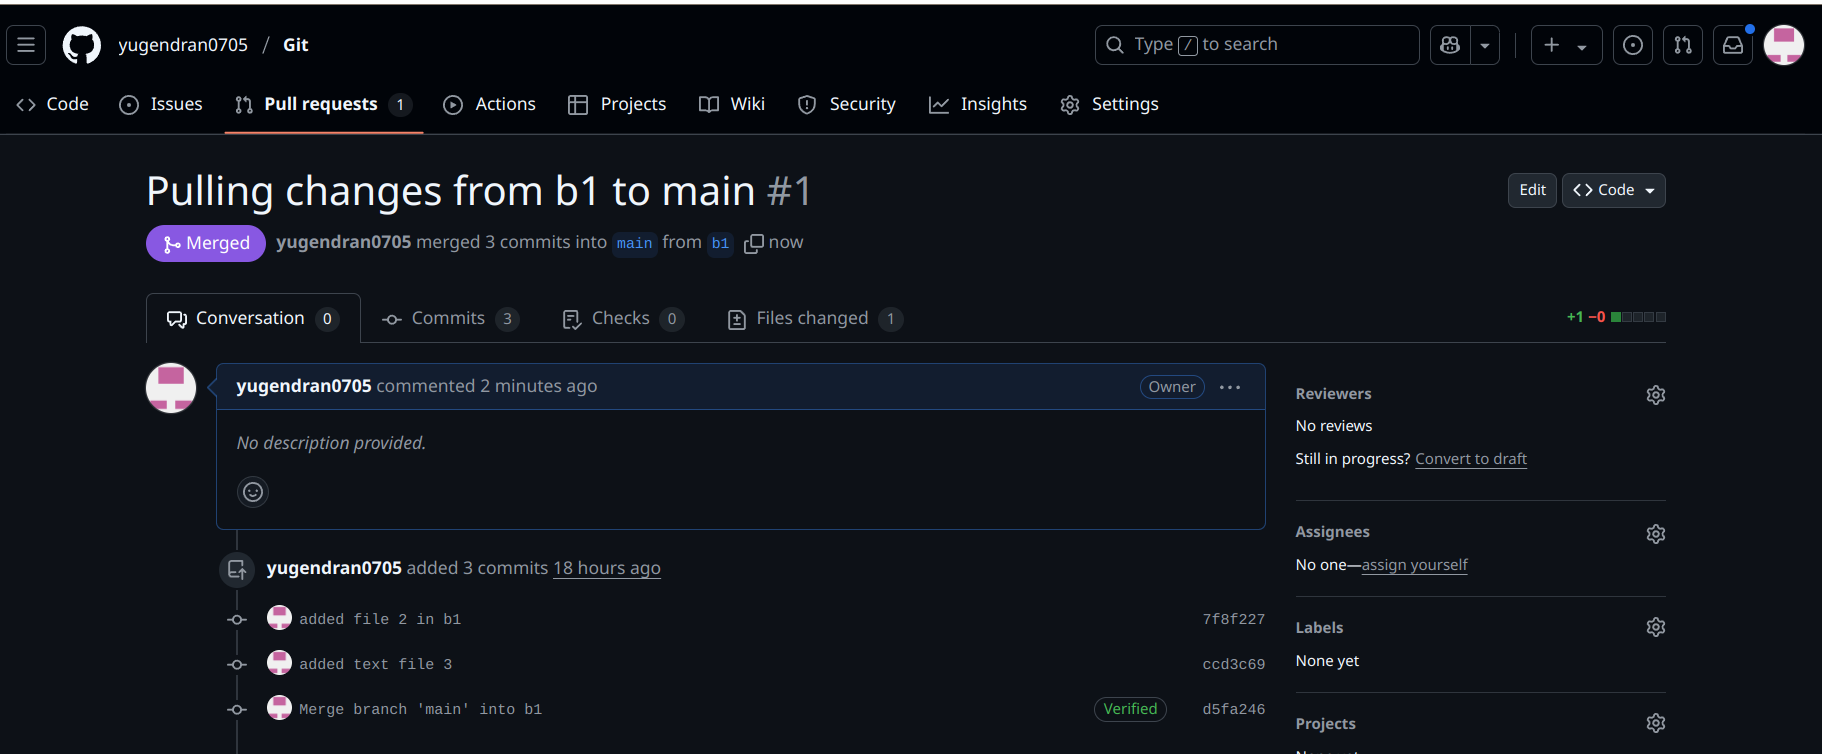 yugendran0705 / Git
Type / to search
Code Issues Pull requests 1 Actions Projects Wiki Security Insights Settings
Pulling changes from b1 to main #1
Edit
Code
Merged
yugendran0705 merged 3 commits into main from b1 now
Conversation 0
Commits 3
Checks 0
Files changed 1
+1 −0
yugendran0705 commented 2 minutes ago
Owner
No description provided.
yugendran0705 added 3 commits 18 hours ago
added file 2 in b1 7f8f227
added text file 3 ccd3c69
Merge branch 'main' into b1 Verified d5fa246
Reviewers
No reviews
Still in progress? Convert to draft
Assignees
No one—assign yourself
Labels
None yet
Projects